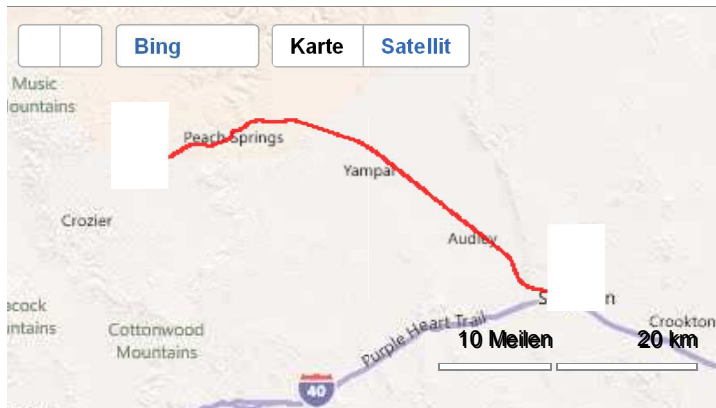 Bing
Karte
Satellit
Music
Mountains
Peach Springs
Yampai
Crozier
Audley
Cottonwood
Mountains
Purple Heart Trail
Crookton
10 Meilen
20 km
40